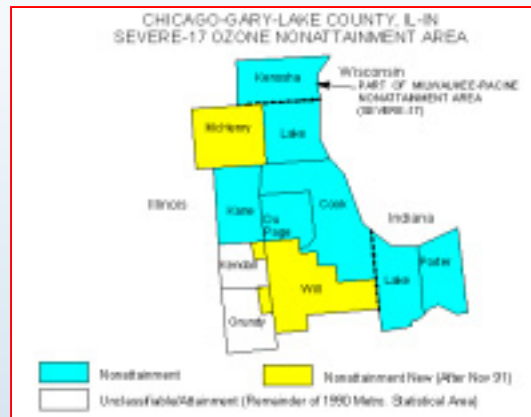 CHICAGO-GARY-LAKE COUNTY, IL-IN
SEVERE-17 OZONE NONATTAINMENT AREA
Kenosha
Wisconsin
PART OF MILWAUKEE-RACINE
NONATTAINMENT AREA
(SEVERE-17)
McHenry
Lake
Illinois
Kane
Du
Page
Cook
Indiana
Kendall
Will
Lake
Porter
Grundy
Nonattainment
Nonattainment New (After Nov 91)
Unclassifiable/Attainment (Remainder of 1990 Metro. Statistical Area)